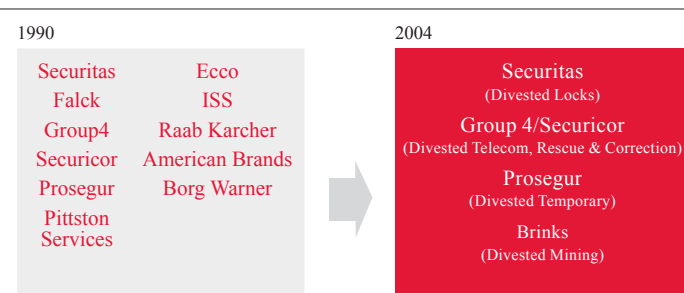 1990
Securitas
Falck
Group4
Securicor
Prosegur
Pittston
Services
Ecco
ISS
Raab Karcher
American Brands
Borg Warner
2004
Securitas
(Divested Locks)
Group 4/Securicor
(Divested Telecom, Rescue & Correction)
Prosegur
(Divested Temporary)
Brinks
(Divested Mining)